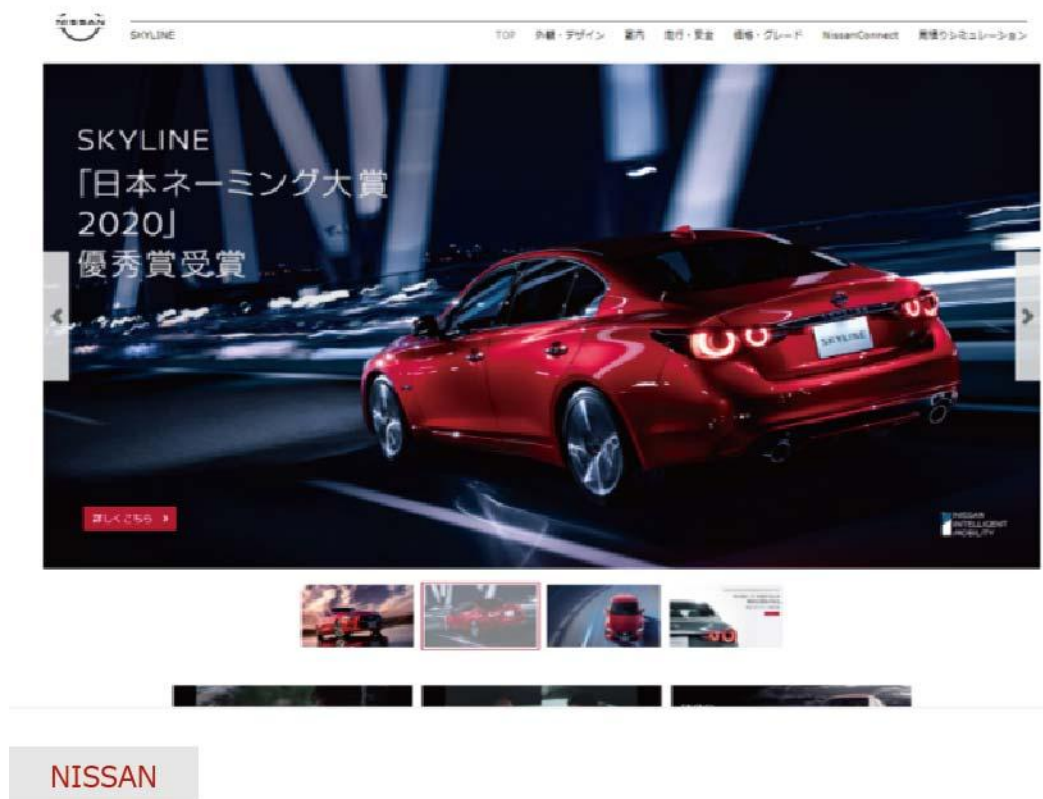 NISSAN
SKYLINE
TOP 外観・デザイン 室内 走行・安全 価格・グレード NissanConnect 見積りシミュレーション
SKYLINE
「日本ネーミング大賞
2020」
優秀賞受賞
SKYLINE
詳しくこちら
NISSAN
INTELLIGENT
MOBILITY
NISSAN